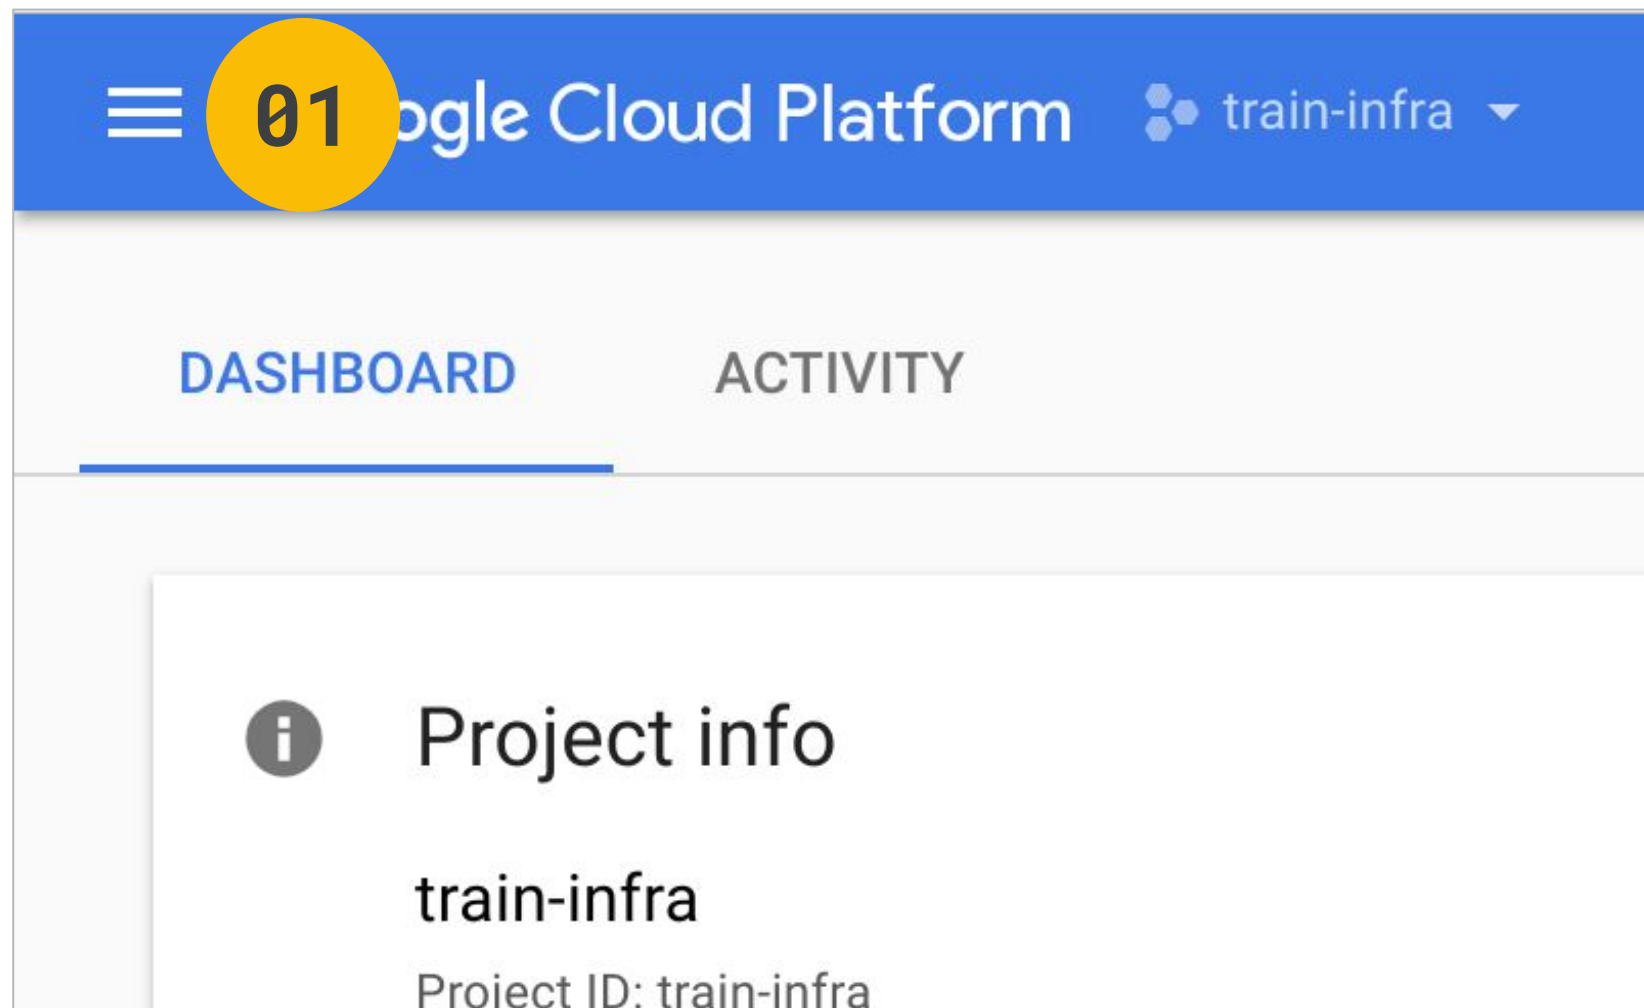 01 ogle Cloud Platform train-infra
DASHBOARD ACTIVITY
Project info
train-infra
Project ID: train-infra